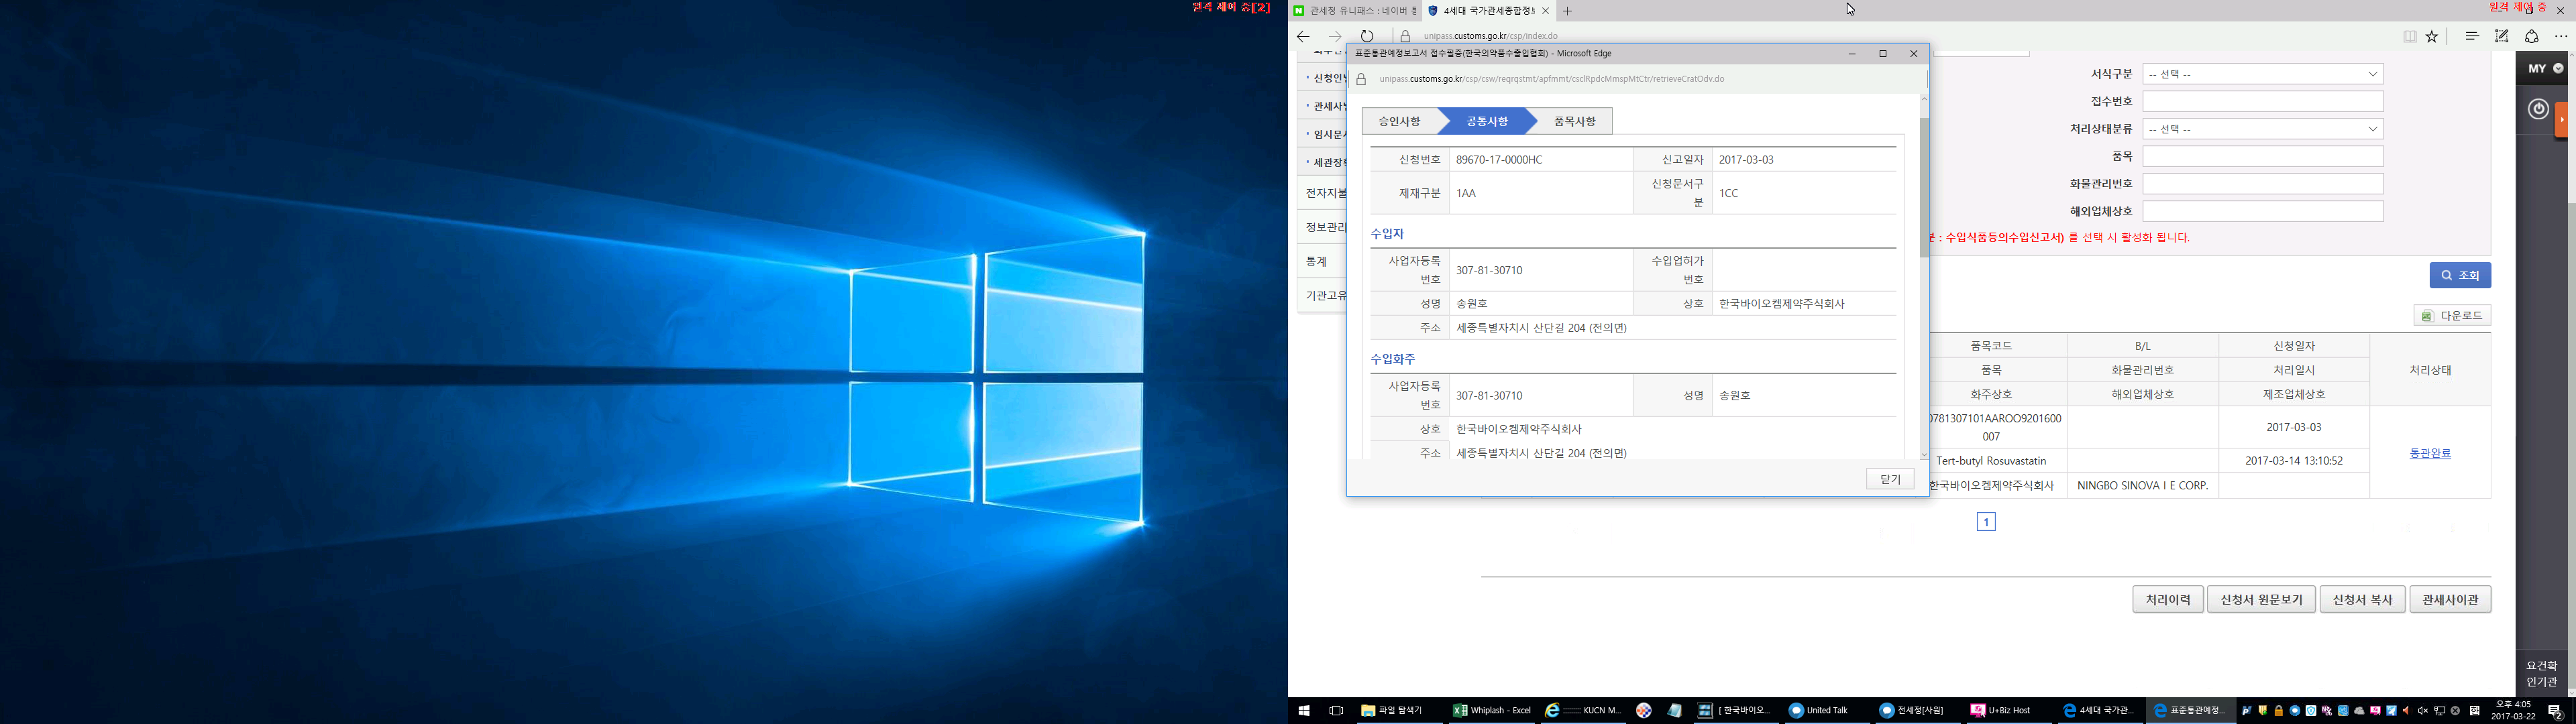 원격 제어 중[2]
관세청 유니패스 : 네이버 통
4세대 국가관세종합정보
원격 제어 중
unipass.customs.go.kr/csp/index.do
표준통관예정보고서 접수필증(한국의약품수출입협회) - Microsoft Edge
unipass.customs.go.kr/csp/csw/reqrqstmt/apfmmt/csclRpdcMmspMtCtr/retrieveCratOdv.do
승인사항
공통사항
품목사항
신청번호 89670-17-0000HC 신고일자 2017-03-03
제재구분 1AA 신청문서구분 1CC
수입자
사업자등록번호 307-81-30710 수입업허가번호
성명 송원호 상호 한국바이오켐제약주식회사
주소 세종특별자치시 산단길 204 (전의면)
수입화주
사업자등록번호 307-81-30710 성명 송원호
상호 한국바이오켐제약주식회사
주소 세종특별자치시 산단길 204 (전의면)
닫기
신청인
관세사
임시문서
세관장확
전자지불
정보관리
통계
기관고유
서식구분 -- 선택 --
접수번호
처리상태분류 -- 선택 --
품목
화물관리번호
해외업체상호
분 : 수입식품등의수입신고서) 를 선택 시 활성화 됩니다.
조회
다운로드
품목코드 B/L 신청일자 처리상태
품목 화물관리번호 처리일시
화주상호 해외업체상호 제조업체상호
0781307101AAROO9201600007 2017-03-03 통관완료
Tert-butyl Rosuvastatin 2017-03-14 13:10:52
한국바이오켐제약주식회사 NINGBO SINOVA I E CORP.
1
처리이력
신청서 원문보기
신청서 복사
관세사이관
MY
요건확
인기관
파일 탐색기
Whiplash - Excel
KUCN M...
[ 한국바이오...
United Talk
전세정[사원]
U+Biz Host
4세대 국가관...
표준통관예정...
오후 4:05
2017-03-22